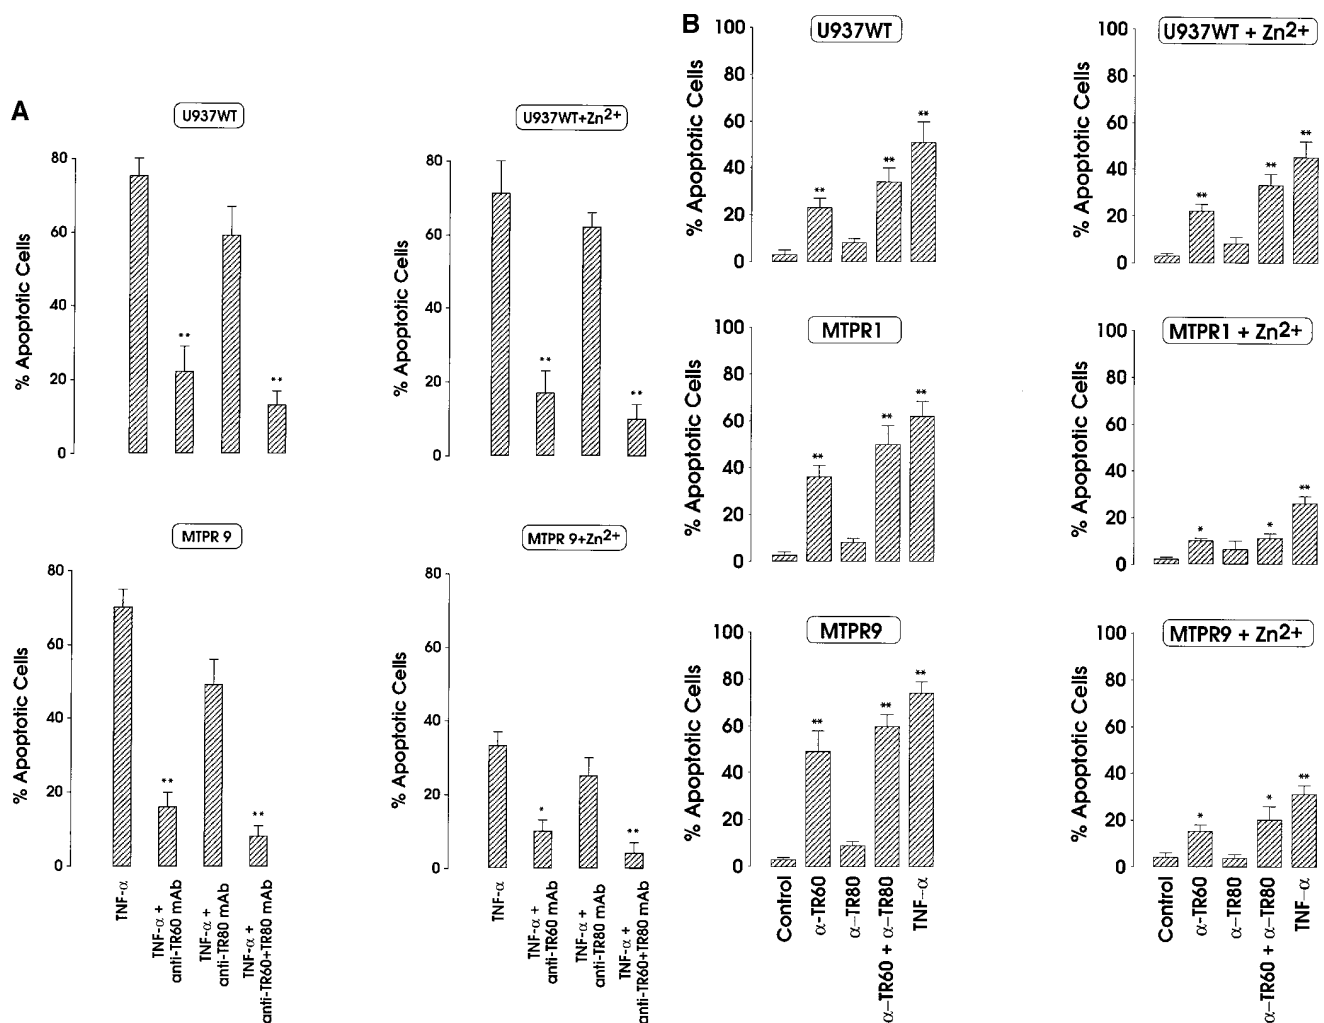 A
U937WT
% Apoptotic Cells
80
60
40
20
0
**
**
U937WT+Zn2+
% Apoptotic Cells
80
60
40
20
0
**
**
MTPR 9
% Apoptotic Cells
80
60
40
20
0
**
**
TNF-α
TNF-α +
anti-TR60 mAb
TNF-α +
anti-TR80 mAb
TNF-α +
anti-TR60+TR80 mAb
MTPR 9+Zn2+
% Apoptotic Cells
80
60
40
20
0
*
**
TNF-α
TNF-α +
anti-TR60 mAb
TNF-α +
anti-TR80 mAb
TNF-α +
anti-TR60+TR80 mAb
B
U937WT
% Apoptotic Cells
100
80
60
40
20
0
**
**
**
U937WT + Zn2+
% Apoptotic Cells
100
80
60
40
20
0
**
**
**
MTPR1
% Apoptotic Cells
100
80
60
40
20
0
**
**
**
MTPR1 + Zn2+
% Apoptotic Cells
100
80
60
40
20
0
*
*
**
MTPR9
% Apoptotic Cells
100
80
60
40
20
0
**
**
**
Control
α-TR60
α-TR80
α-TR60 + α-TR80
TNF-α
MTPR9 + Zn2+
% Apoptotic Cells
100
80
60
40
20
0
*
*
**
Control
α-TR60
α-TR80
α-TR60 + α-TR80
TNF-α